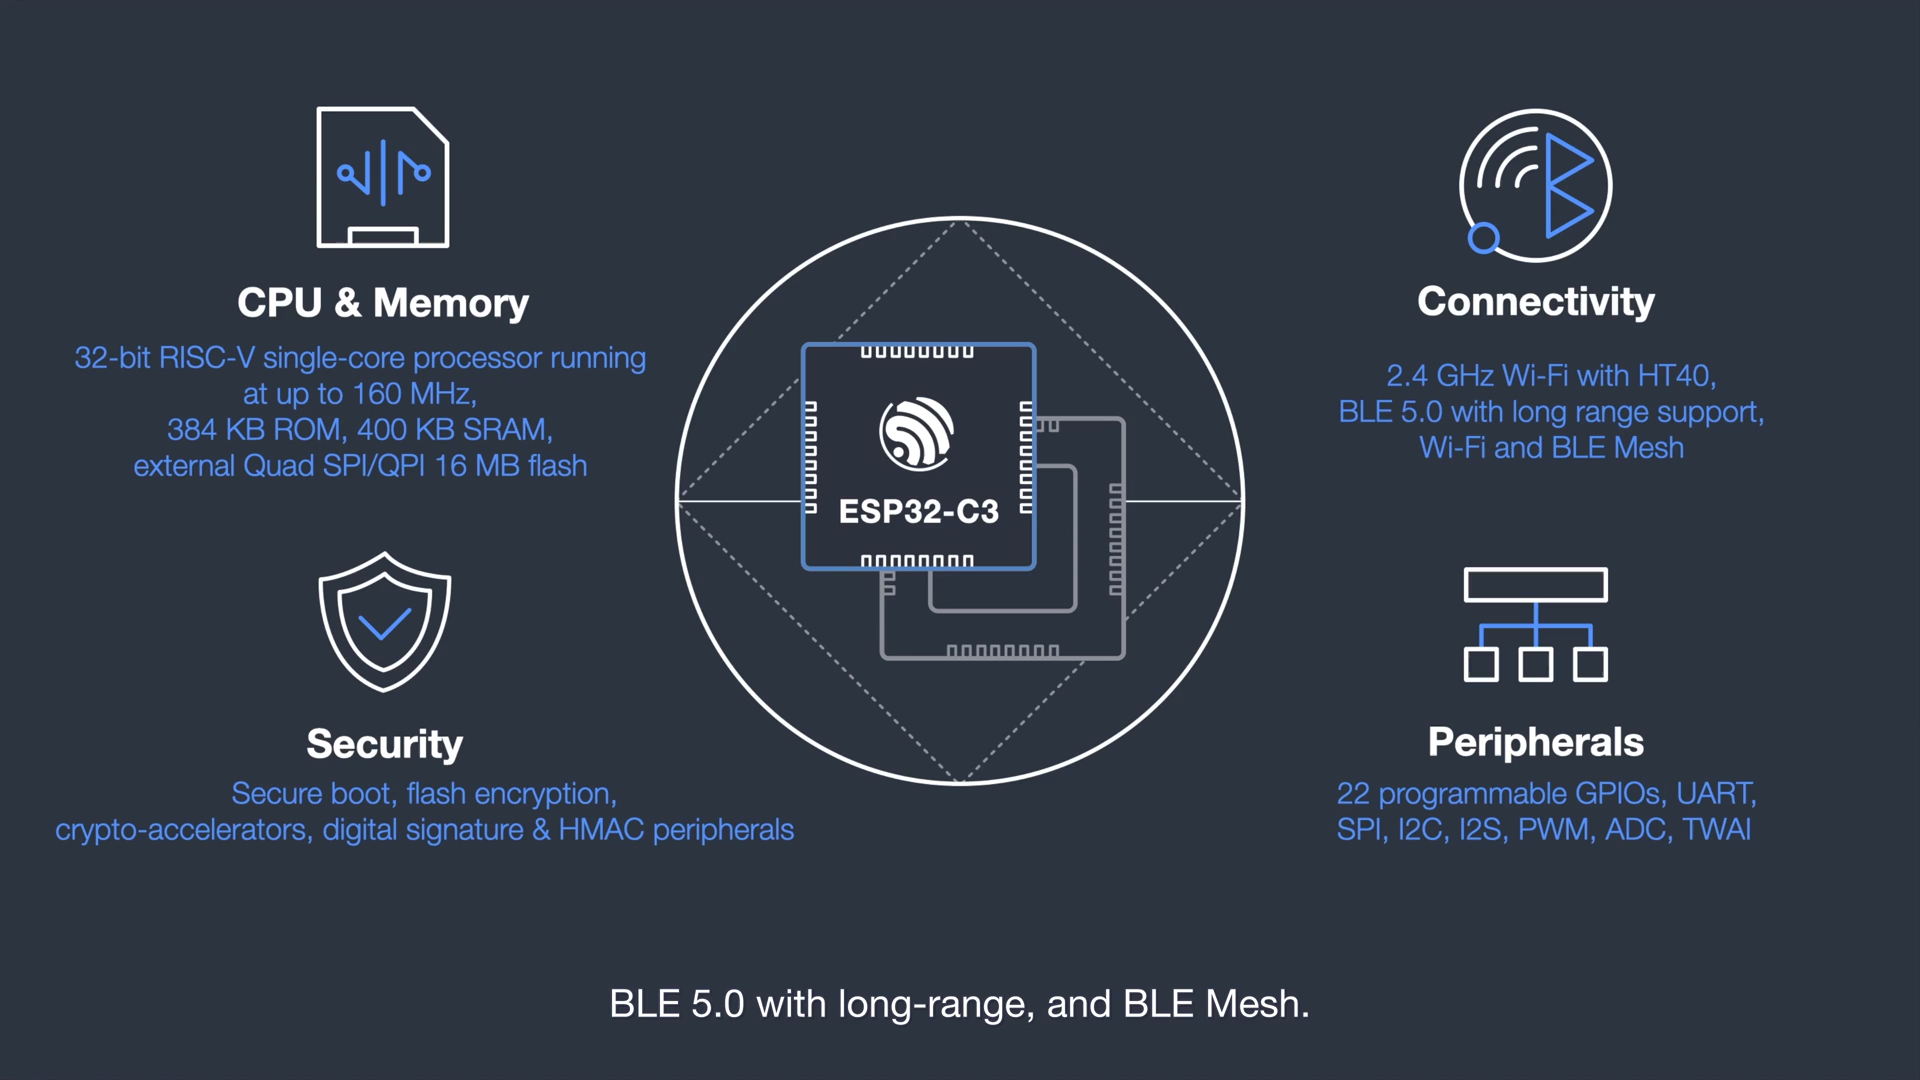 CPU & Memory
32-bit RISC-V single-core processor running
at up to 160 MHz,
384 KB ROM, 400 KB SRAM,
external Quad SPI/QPI 16 MB flash
Security
Secure boot, flash encryption,
crypto-accelerators, digital signature & HMAC peripherals
ESP32-C3
Connectivity
2.4 GHz Wi-Fi with HT40,
BLE 5.0 with long range support,
Wi-Fi and BLE Mesh
Peripherals
22 programmable GPIOs, UART,
SPI, I2C, I2S, PWM, ADC, TWAI
BLE 5.0 with long-range, and BLE Mesh.